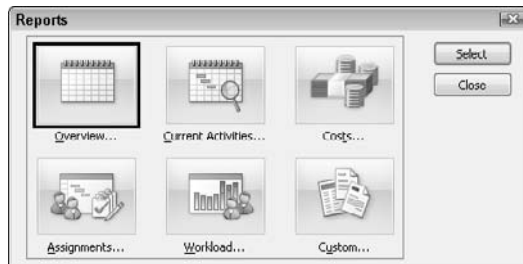 Reports
Select
Close
Overview...
Current Activities...
Costs...
Assignments...
Workload...
Custom...